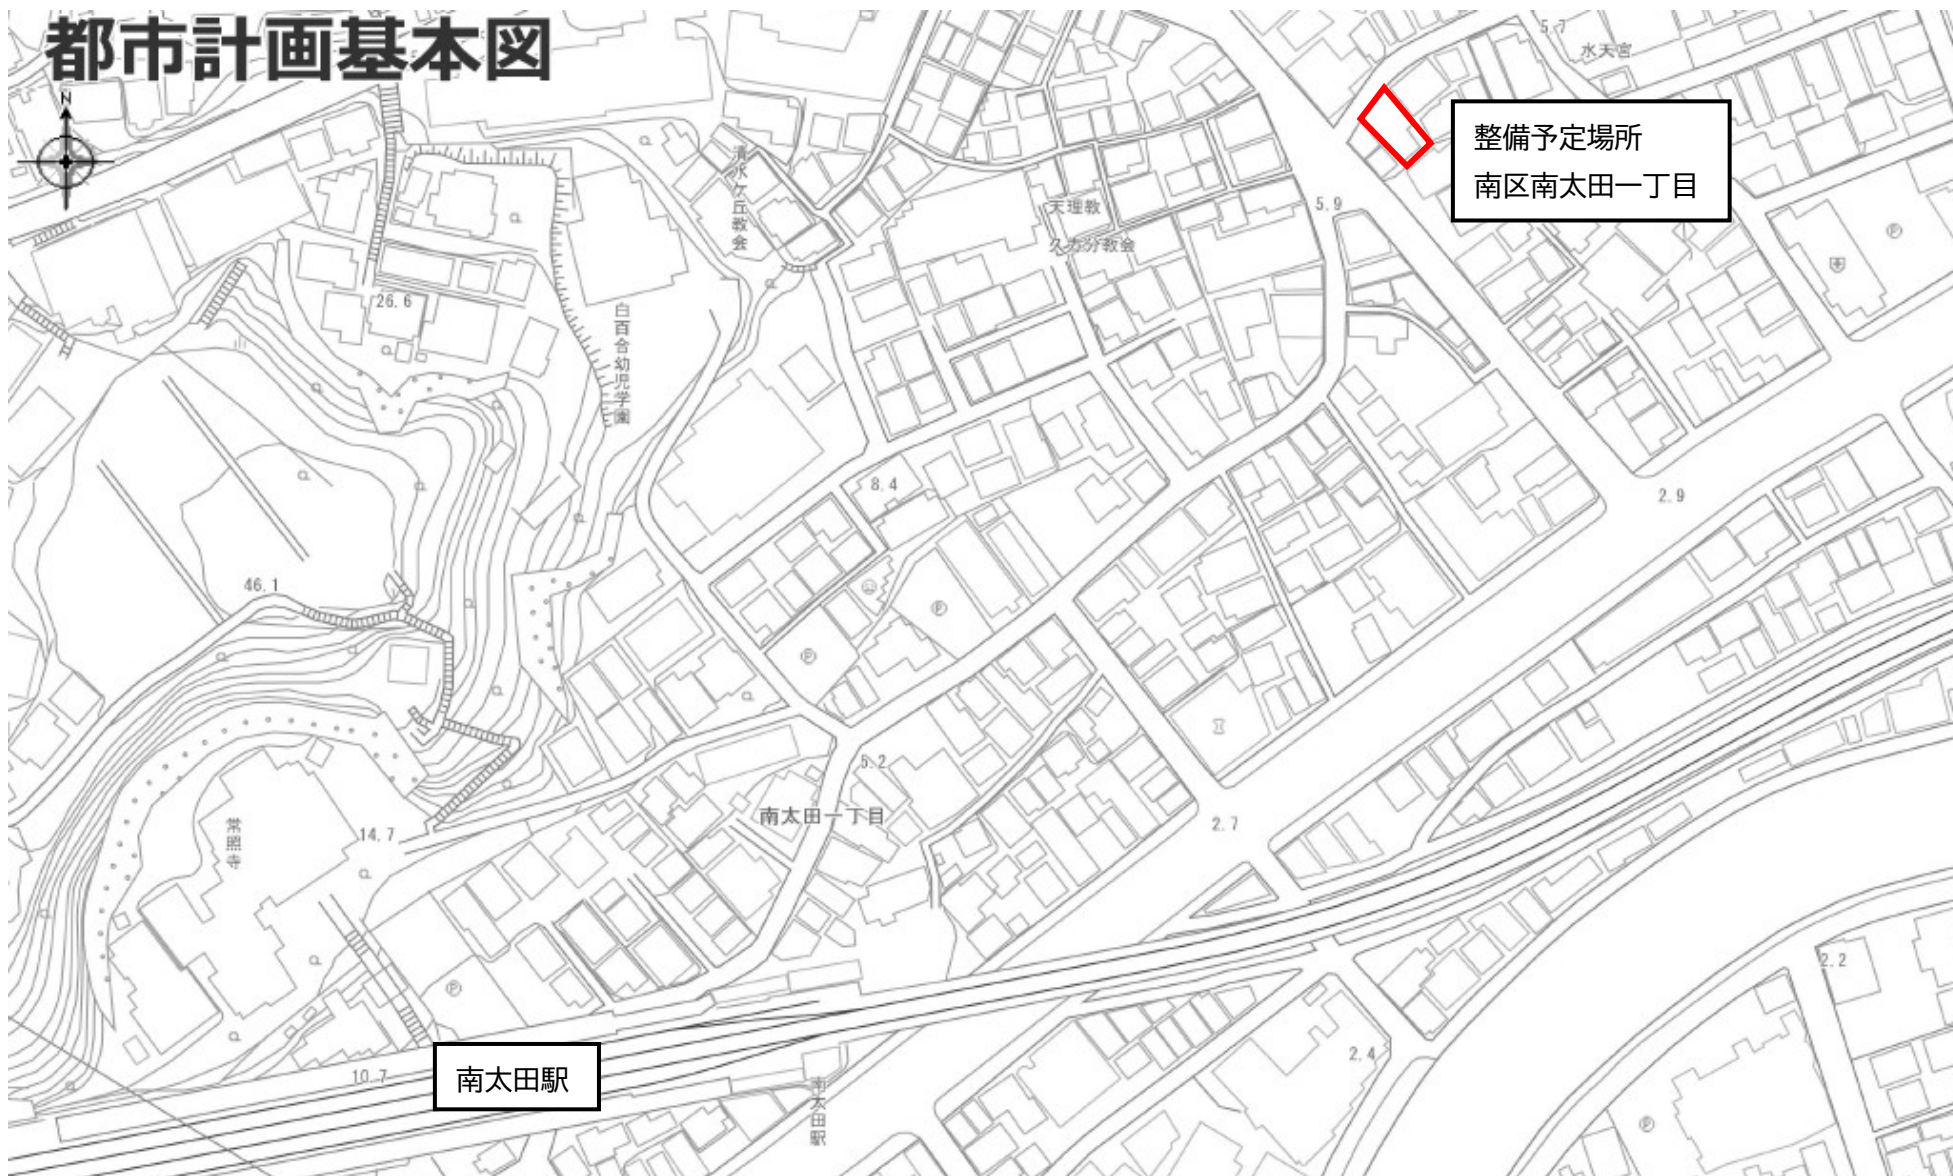 都市計画基本図
N
5.7
水天宮
整備予定場所
南区南太田一丁目
清水ケ丘教会
天理教
久志分教会
5.9
P
26.6
白百合幼児学園
8.4
2.9
46.1
P
P
5.2
南太田一丁目
2.7
常照寺
14.7
P
2.2
2.4
10.7
南太田駅
南太田駅
P